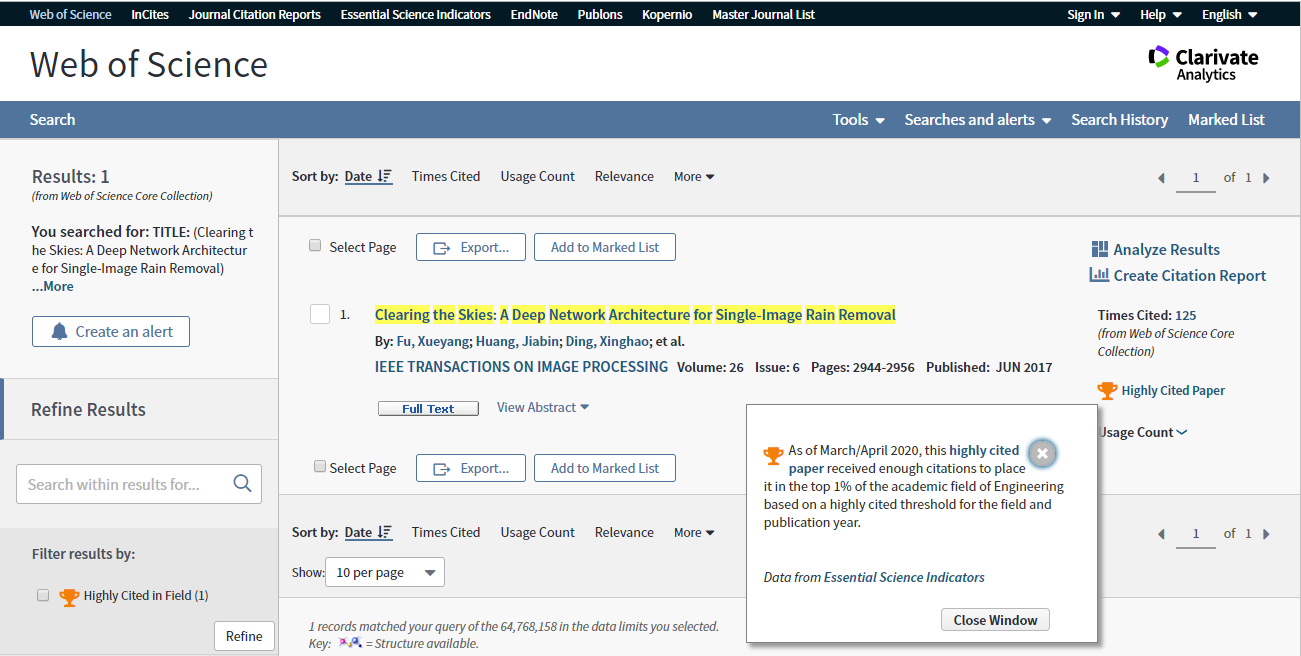 Web of Science InCites Journal Citation Reports Essential Science Indicators EndNote Publons Kopernio Master Journal List Sign In Help English
Web of Science
Clarivate
Analytics
Search Tools Searches and alerts Search History Marked List
Results: 1
(from Web of Science Core Collection)
You searched for: TITLE: (Clearing t
he Skies: A Deep Network Architectur
e for Single-Image Rain Removal)
...More
Create an alert
Refine Results
Search within results for...
Filter results by:
Highly Cited in Field (1)
Refine
Sort by: Date Times Cited Usage Count Relevance More
1 of 1
Select Page Export... Add to Marked List
Analyze Results
Create Citation Report
1. Clearing the Skies: A Deep Network Architecture for Single-Image Rain Removal
By: Fu, Xueyang; Huang, Jiabin; Ding, Xinghao; et al.
IEEE TRANSACTIONS ON IMAGE PROCESSING Volume: 26 Issue: 6 Pages: 2944-2956 Published: JUN 2017
Full Text View Abstract
Times Cited: 125
(from Web of Science Core
Collection)
Highly Cited Paper
Usage Count
Select Page Export... Add to Marked List
As of March/April 2020, this highly cited
paper received enough citations to place
it in the top 1% of the academic field of Engineering
based on a highly cited threshold for the field and
publication year.
Data from Essential Science Indicators
Close Window
Sort by: Date Times Cited Usage Count Relevance More
1 of 1
Show: 10 per page
1 records matched your query of the 64,768,158 in the data limits you selected.
Key: = Structure available.